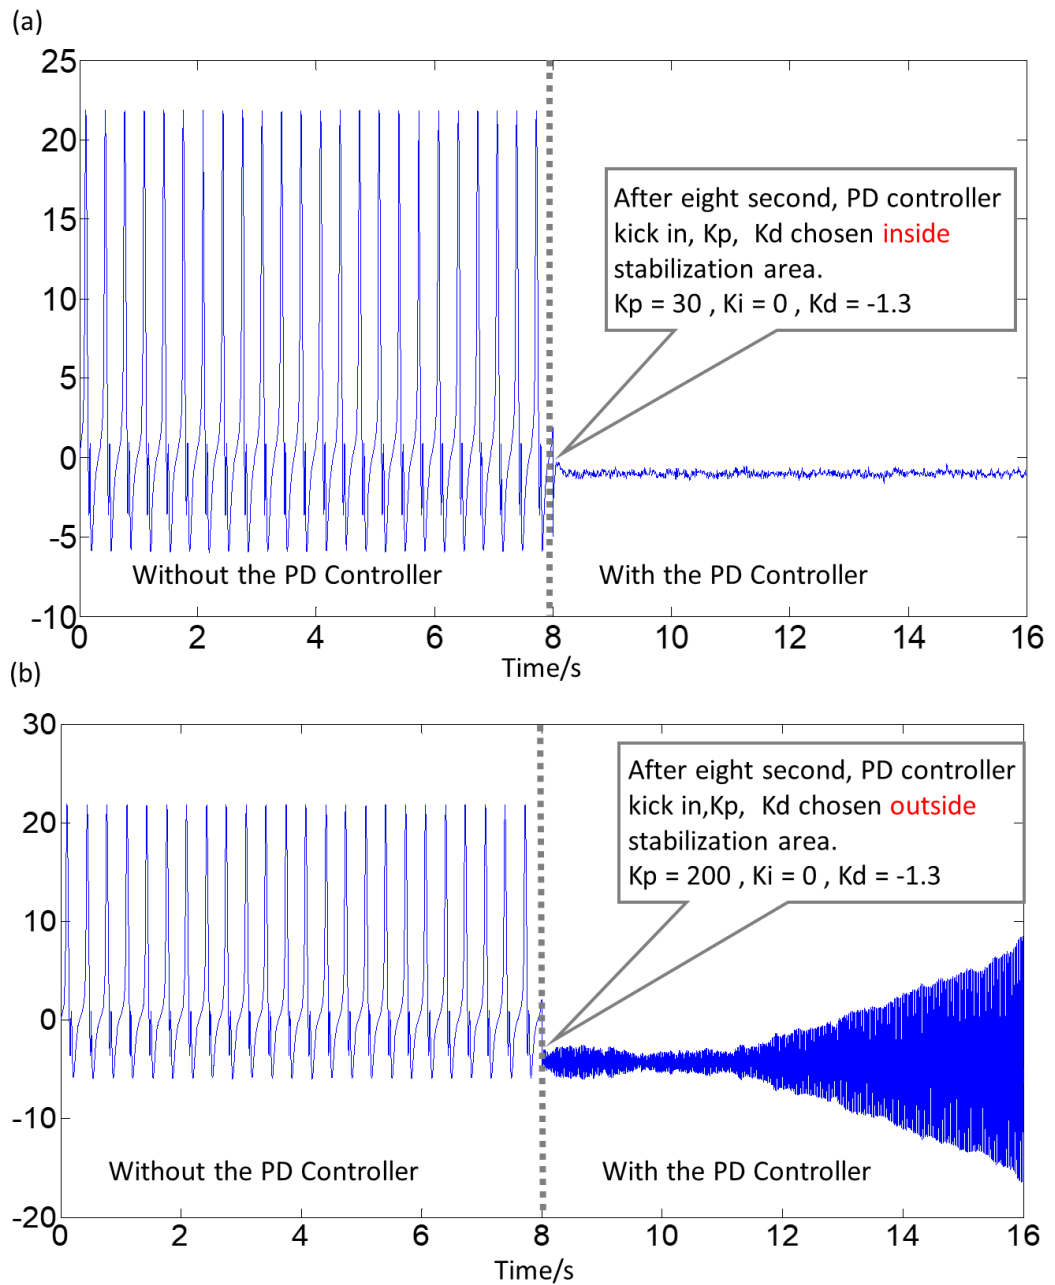 (a)
25
20
15
10
5
0
-5
-10
After eight second, PD controller
kick in, Kp,  Kd chosen inside
stabilization area.
Kp = 30 , Ki = 0 , Kd = -1.3
Without the PD Controller
With the PD Controller
0 2 4 6 8 10 12 14 16
Time/s
(b)
30
20
10
0
-10
-20
After eight second, PD controller
kick in,Kp,  Kd chosen outside
stabilization area.
Kp = 200 , Ki = 0 , Kd = -1.3
Without the PD Controller
With the PD Controller
0 2 4 6 8 10 12 14 16
Time/s